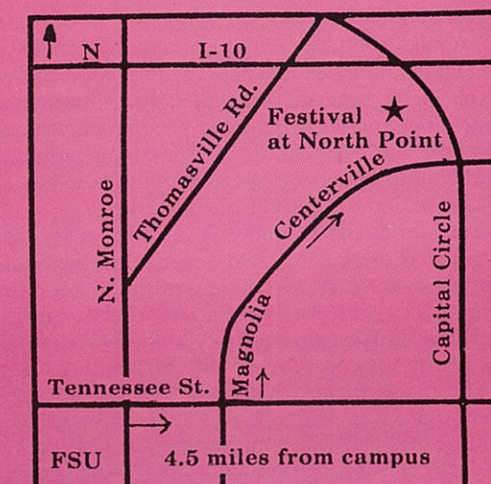 N
I-10
Thomasville Rd.
Festival
at North Point
Centerville
N. Monroe
Magnolia
Capital Circle
Tennessee St.
FSU
4.5 miles from campus